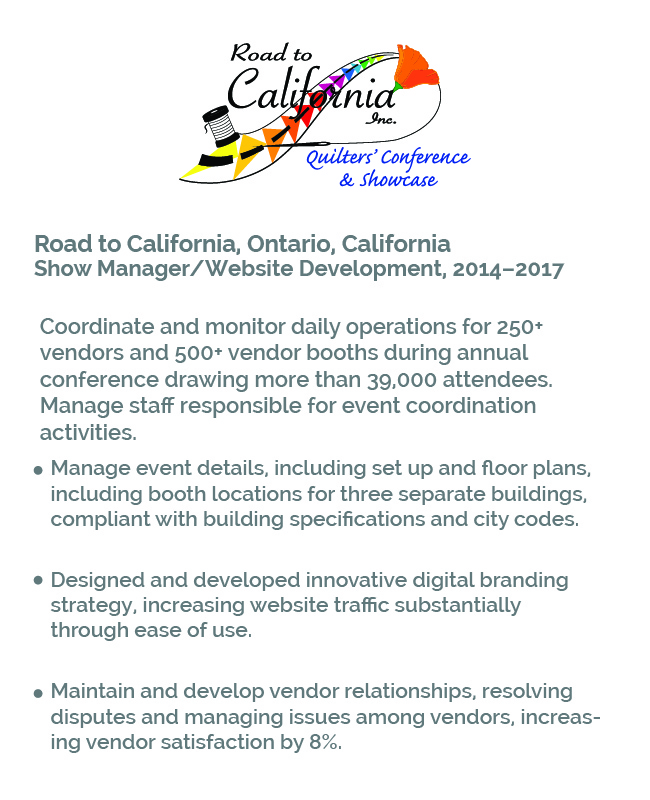 Road to
California
Inc.
Quilters' Conference
& Showcase
Road to California, Ontario, California
Show Manager/Website Development, 2014–2017
Coordinate and monitor daily operations for 250+
vendors and 500+ vendor booths during annual
conference drawing more than 39,000 attendees.
Manage staff responsible for event coordination
activities.
• Manage event details, including set up and floor plans,
including booth locations for three separate buildings,
compliant with building specifications and city codes.
• Designed and developed innovative digital branding
strategy, increasing website traffic substantially
through ease of use.
• Maintain and develop vendor relationships, resolving
disputes and managing issues among vendors, increas-
ing vendor satisfaction by 8%.